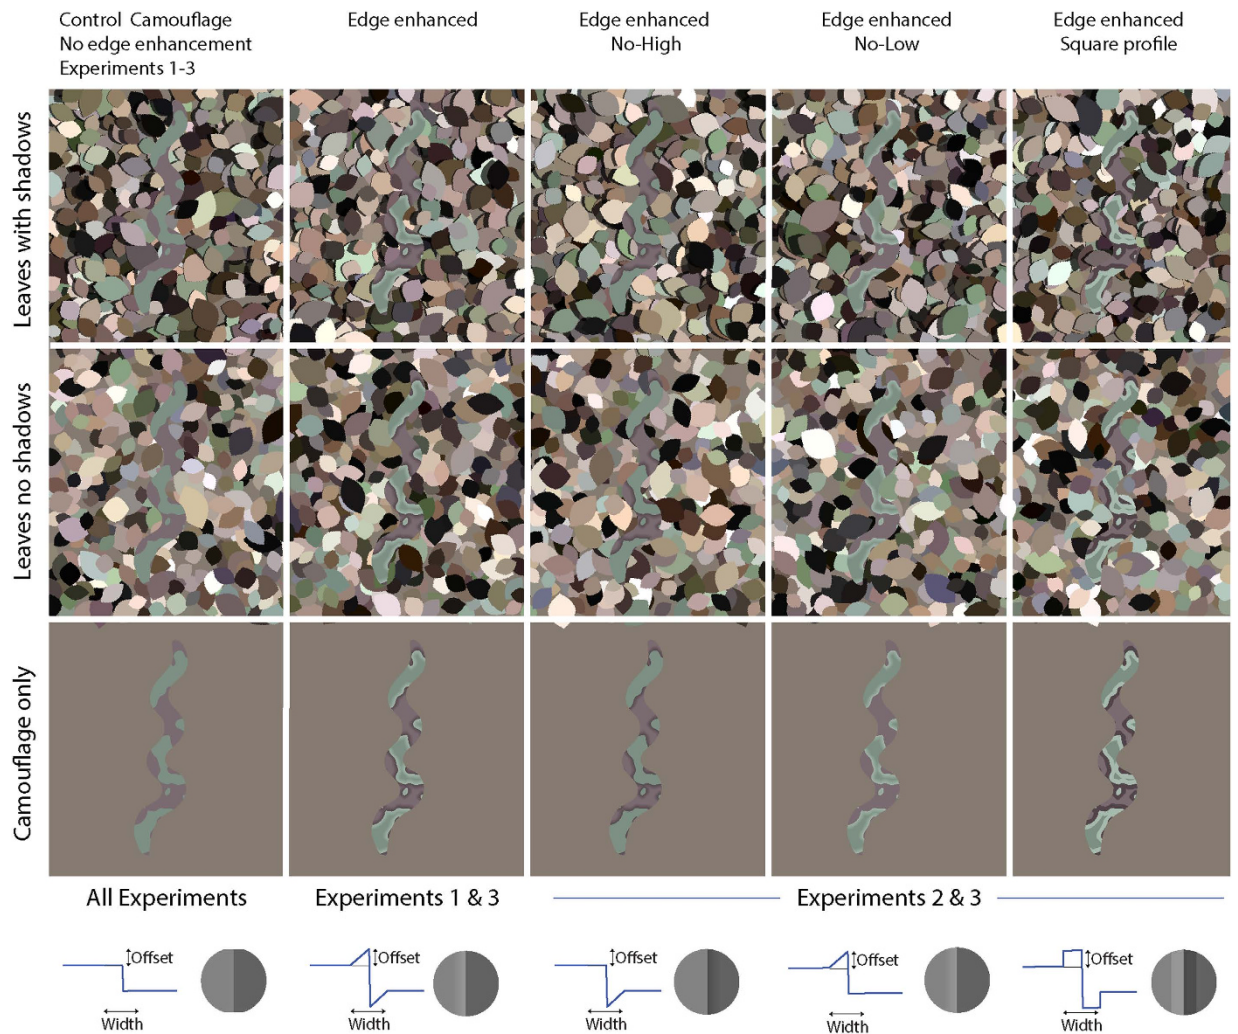 Control Camouflage
No edge enhancement
Experiments 1-3
Edge enhanced
Edge enhanced
No-High
Edge enhanced
No-Low
Edge enhanced
Square profile
Leaves with shadows
Leaves no shadows
Camouflage only
All Experiments
Experiments 1 & 3
Experiments 2 & 3
Offset
Width
Offset
Width
Offset
Width
Offset
Width
Offset
Width